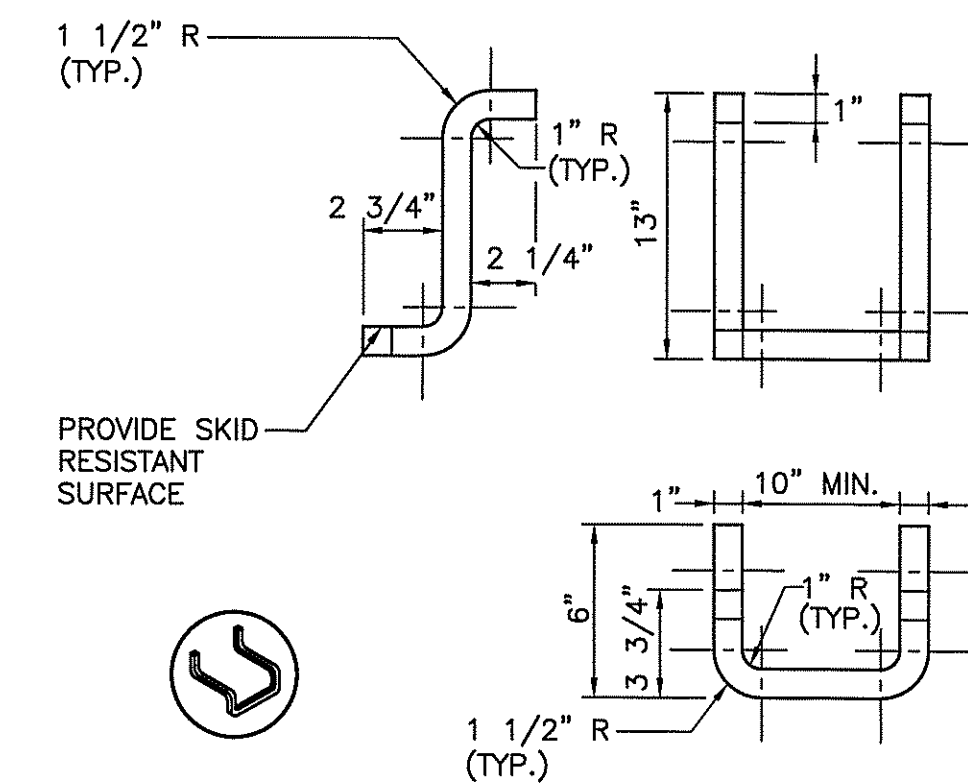 1 1/2" R
(TYP.)
1" R
(TYP.)
2 3/4"
2 1/4"
PROVIDE SKID
RESISTANT
SURFACE
1"
13"
1"
10" MIN.
6"
3 3/4"
1" R
(TYP.)
1 1/2" R
(TYP.)